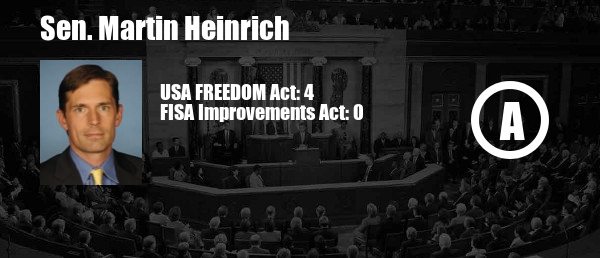 Sen. Martin Heinrich
USA FREEDOM Act: 4
FISA Improvements Act: 0
A